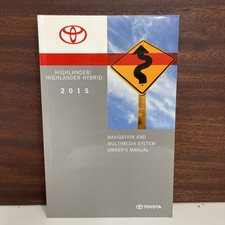 HIGHLANDER/
HIGHLANDER HYBRID
2015
NAVIGATION AND
MULTIMEDIA SYSTEM
OWNER'S MANUAL
TOYOTA